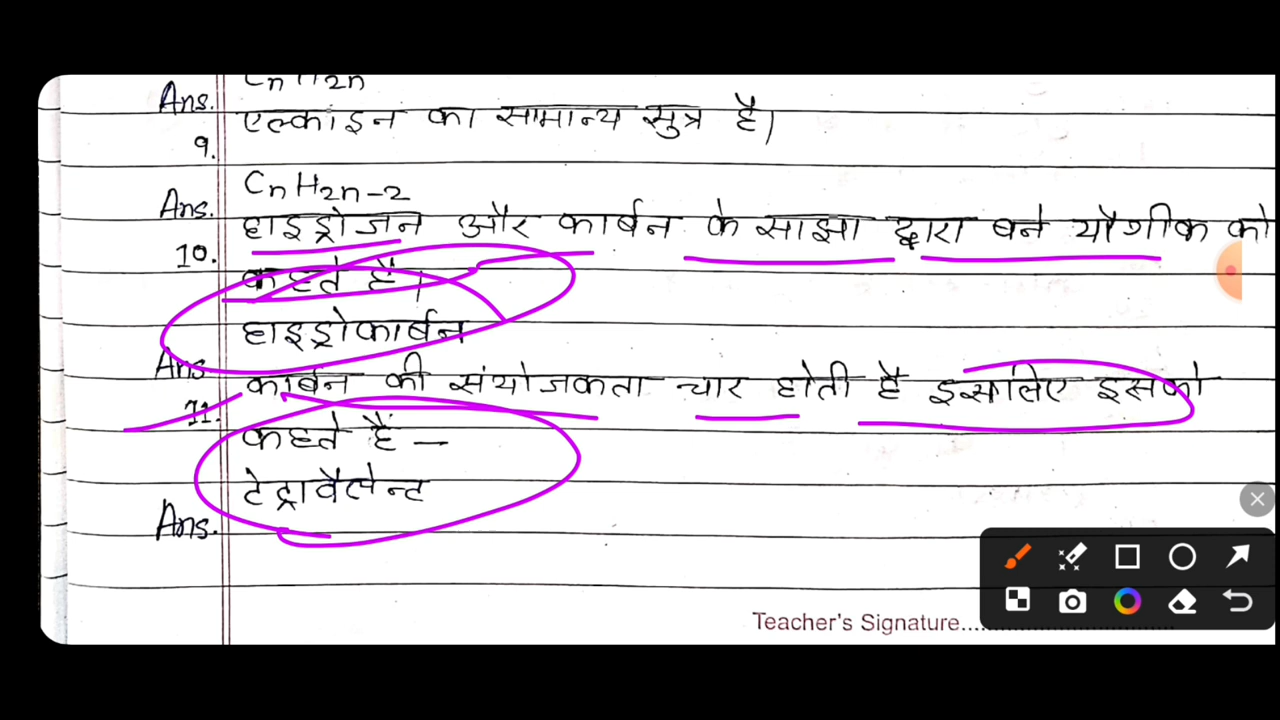 CnH2n
Ans.
एल्काइन का सामान्य सुत्र है।
9.
CnH2n-2
Ans.
हाइड्रोजन और कार्बन के साझा द्वारा बने यौगीक को
10.
कहते है।
हाइड्रोकार्बन
Ans.
कार्बन की संयोजकता चार होती है इसलिए इसको
11.
कहते हैं –
टेट्रावैलेन्ट
Ans.
Teacher's Signature..............................